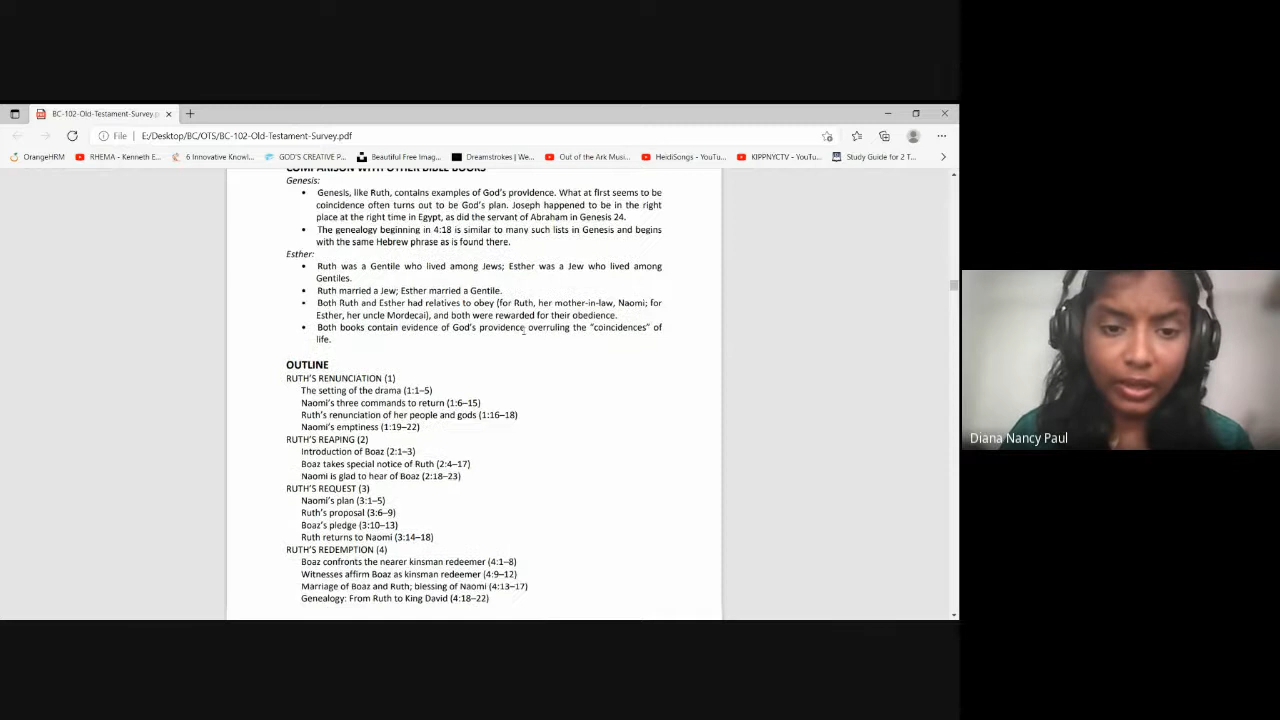 BC-102-Old-Testament-Survey.p
File E:/Desktop/BC/OTS/BC-102-Old-Testament-Survey.pdf
OrangeHRM RHEMA - Kenneth E... 6 Innovative Knowl... GOD'S CREATIVE P... Beautiful Free Imag... Dreamstrokes | We... Out of the Ark Musi... HeidiSongs - YouTu... KIPPNYCTV - YouTu... Study Guide for 2 T...
COMPARISON WITH OTHER BIBLE BOOKS
Genesis:
• Genesis, like Ruth, contains examples of God's providence. What at first seems to be
coincidence often turns out to be God's plan. Joseph happened to be in the right
place at the right time in Egypt, as did the servant of Abraham in Genesis 24.
• The genealogy beginning in 4:18 is similar to many such lists in Genesis and begins
with the same Hebrew phrase as is found there.
Esther:
• Ruth was a Gentile who lived among Jews; Esther was a Jew who lived among
Gentiles.
• Ruth married a Jew; Esther married a Gentile.
• Both Ruth and Esther had relatives to obey (for Ruth, her mother-in-law, Naomi; for
Esther, her uncle Mordecai), and both were rewarded for their obedience.
• Both books contain evidence of God's providence overruling the "coincidences" of
life.
OUTLINE
RUTH'S RENUNCIATION (1)
The setting of the drama (1:1–5)
Naomi's three commands to return (1:6–15)
Ruth's renunciation of her people and gods (1:16–18)
Naomi's emptiness (1:19–22)
RUTH'S REAPING (2)
Introduction of Boaz (2:1–3)
Boaz takes special notice of Ruth (2:4–17)
Naomi is glad to hear of Boaz (2:18–23)
RUTH'S REQUEST (3)
Naomi's plan (3:1–5)
Ruth's proposal (3:6–9)
Boaz's pledge (3:10–13)
Ruth returns to Naomi (3:14–18)
RUTH'S REDEMPTION (4)
Boaz confronts the nearer kinsman redeemer (4:1–8)
Witnesses affirm Boaz as kinsman redeemer (4:9–12)
Marriage of Boaz and Ruth; blessing of Naomi (4:13–17)
Genealogy: From Ruth to King David (4:18–22)
Diana Nancy Paul